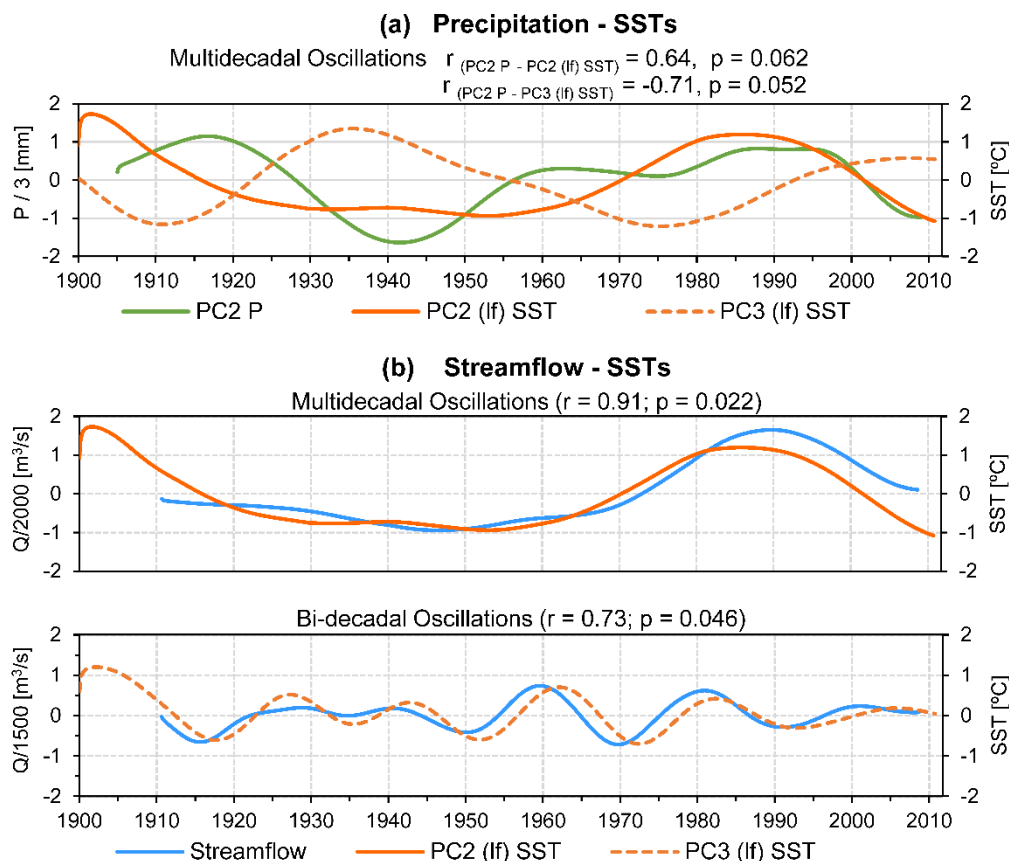 (a) Precipitation - SSTs
Multidecadal Oscillations r (PC2 P - PC2 (lf) SST) = 0.64, p = 0.062
r (PC2 P - PC3 (lf) SST) = -0.71, p = 0.052
P / 3 [mm]
2
1
0
-1
-2
2
1
0
-1
-2
SST [ºC]
1900 1910 1920 1930 1940 1950 1960 1970 1980 1990 2000 2010
PC2 P PC2 (lf) SST PC3 (lf) SST
(b) Streamflow - SSTs
Multidecadal Oscillations (r = 0.91; p = 0.022)
Q/2000 [m³/s]
2
1
0
-1
-2
2
1
0
-1
-2
SST [ºC]
Bi-decadal Oscillations (r = 0.73; p = 0.046)
Q/1500 [m³/s]
2
1
0
-1
-2
2
1
0
-1
-2
SST [ºC]
1900 1910 1920 1930 1940 1950 1960 1970 1980 1990 2000 2010
Streamflow PC2 (lf) SST PC3 (lf) SST